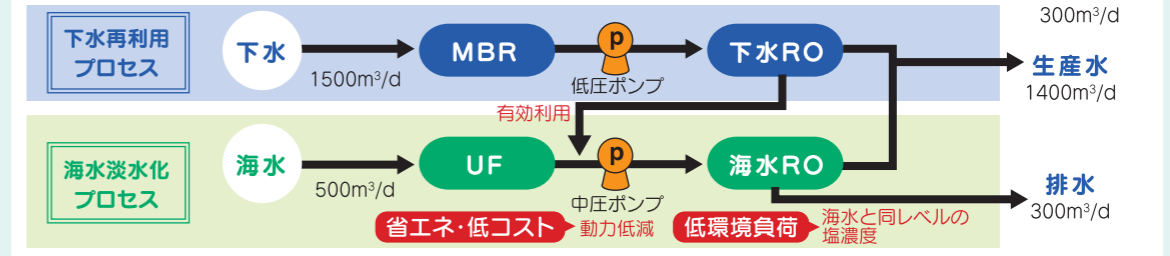 300m³/d
下水再利用
プロセス
下水
1500m³/d
MBR
P
低圧ポンプ
下水RO
生産水
1400m³/d
有効利用
海水淡水化
プロセス
海水
500m³/d
UF
P
中圧ポンプ
海水RO
排水
300m³/d
省エネ・低コスト
動力低減
低環境負荷
海水と同レベルの
塩濃度